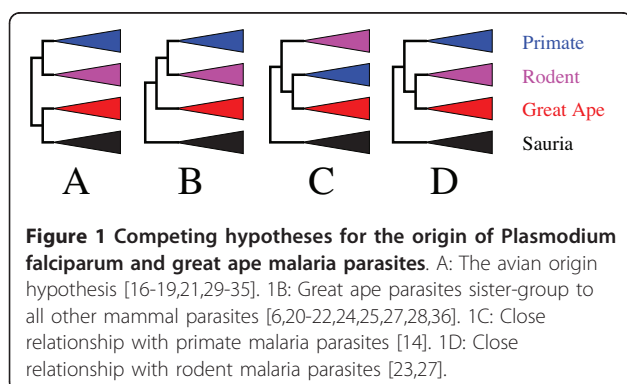 Primate
Rodent
Great Ape
Sauria
A B C D
Figure 1 Competing hypotheses for the origin of Plasmodium
falciparum and great ape malaria parasites. A: The avian origin
hypothesis [16-19,21,29-35]. 1B: Great ape parasites sister-group to
all other mammal parasites [6,20-22,24,25,27,28,36]. 1C: Close
relationship with primate malaria parasites [14]. 1D: Close
relationship with rodent malaria parasites [23,27].